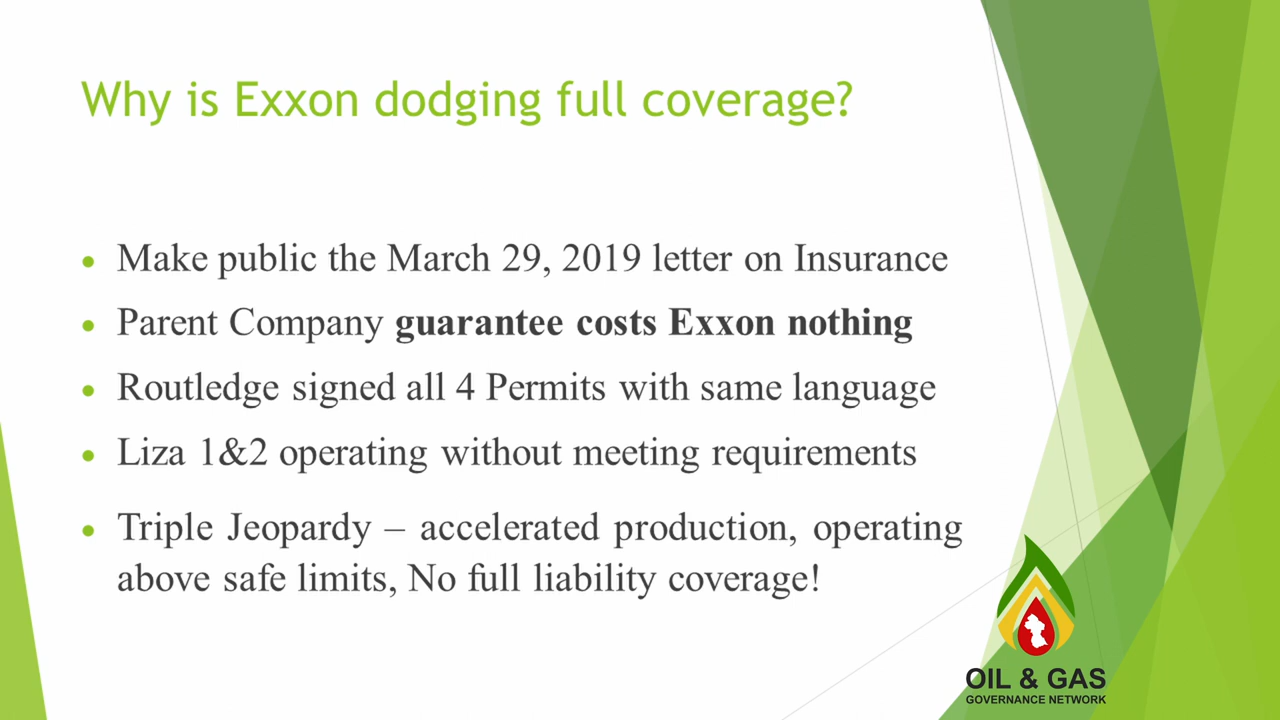 Why is Exxon dodging full coverage?
• Make public the March 29, 2019 letter on Insurance
• Parent Company guarantee costs Exxon nothing
• Routledge signed all 4 Permits with same language
• Liza 1&2 operating without meeting requirements
• Triple Jeopardy – accelerated production, operating
above safe limits, No full liability coverage!
OIL & GAS
GOVERNANCE NETWORK